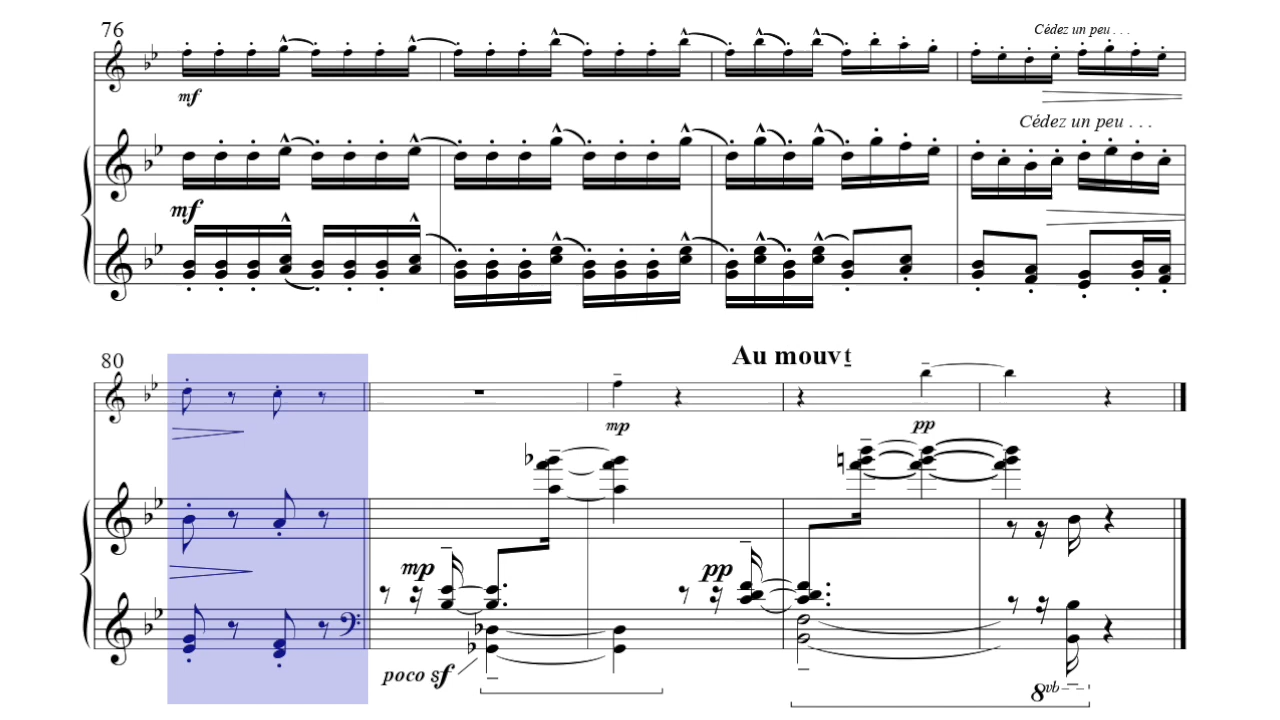 76
Cédez un peu . . .
mf
Cédez un peu . . .
mf
80
Au mouvt
mp
pp
mp
pp
poco sf
8vb